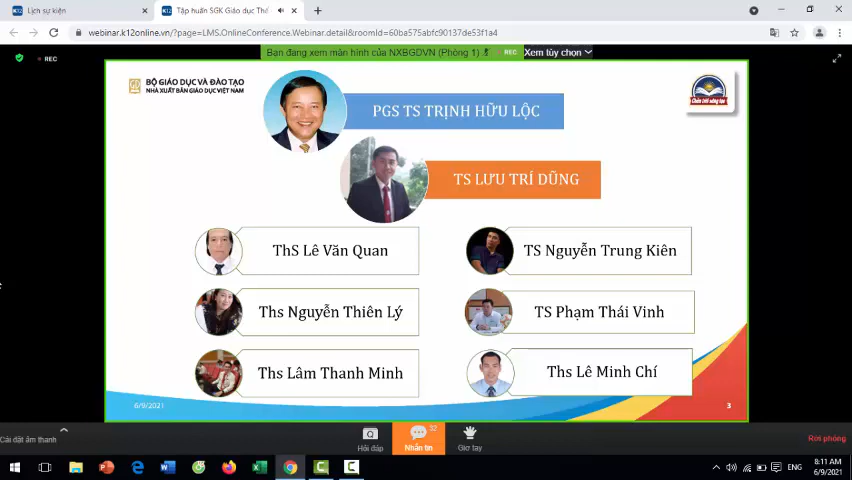 Lịch sự kiện
Tập huấn SGK Giáo dục Thể
webinar.k12online.vn/?page=LMS.OnlineConference.Webinar.detail&roomId=60ba575abfc90137de53f1a4
Bạn đang xem màn hình của NXBGDVN (Phòng 1)
REC
Xem tùy chọn
REC
BỘ GIÁO DỤC VÀ ĐÀO TẠO
NHÀ XUẤT BẢN GIÁO DỤC VIỆT NAM
Chân trời sáng tạo
PGS TS TRỊNH HỮU LỘC
TS LƯU TRÍ DŨNG
ThS Lê Văn Quan
TS Nguyễn Trung Kiên
Ths Nguyễn Thiên Lý
TS Phạm Thái Vinh
Ths Lâm Thanh Minh
Ths Lê Minh Chí
6/9/2021
3
Cài đặt âm thanh
Hỏi đáp
32
Nhắn tin
Giơ tay
Rời phòng
ENG
8:11 AM
6/9/2021